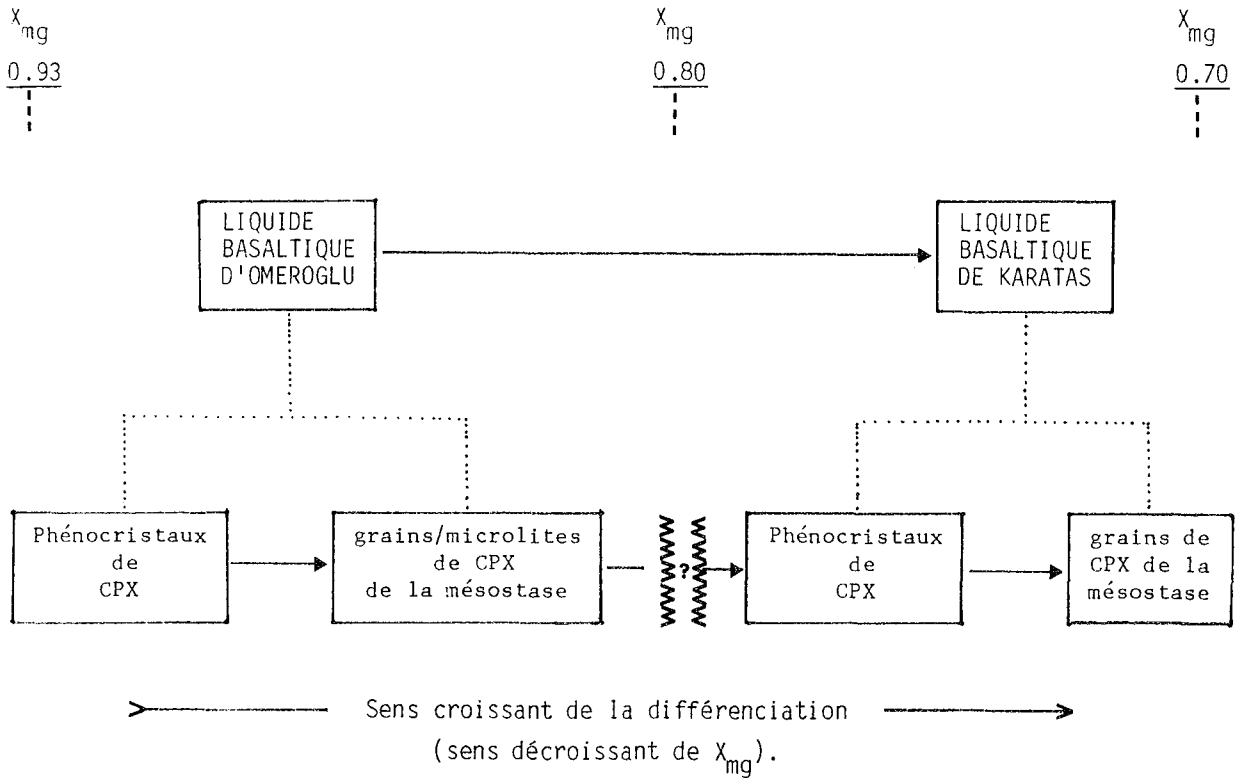 X_mg
0.93
X_mg
0.80
X_mg
0.70
LIQUIDE
BASALTIQUE
D'OMEROGLU
LIQUIDE
BASALTIQUE
DE KARATAS
Phénocristaux
de
CPX
grains/microlites
de CPX
de la mésostase
?
Phénocristaux
de
CPX
grains de
CPX de la
mésostase
Sens croissant de la différenciation
(sens décroissant de X_mg).